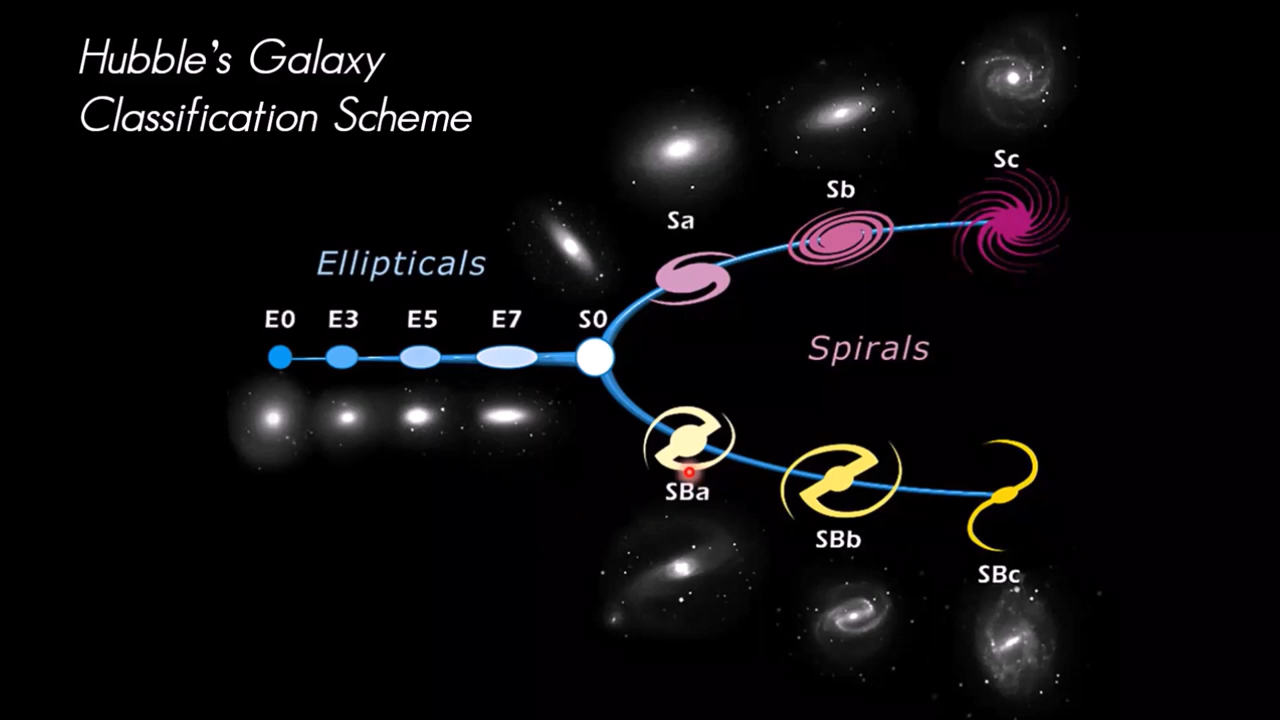 Hubble's Galaxy
Classification Scheme
Sc
Sb
Sa
Ellipticals
E0 E3 E5 E7 S0
Spirals
SBa
SBb
SBc